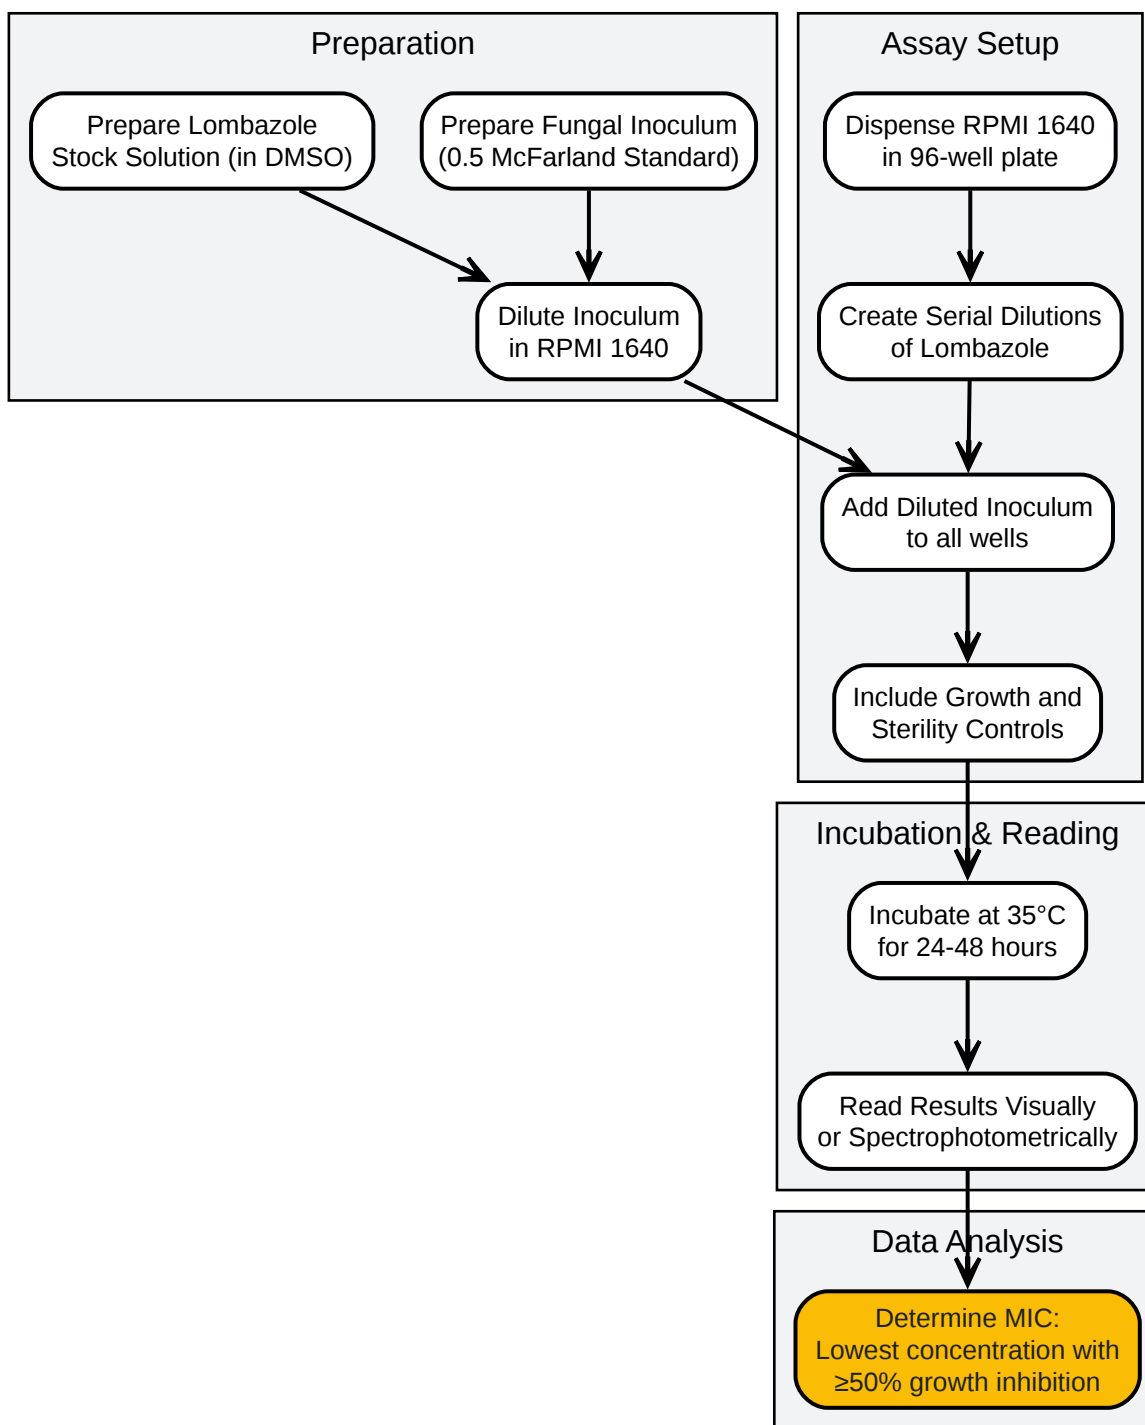 Preparation
Prepare Lombazole
Stock Solution (in DMSO)
Prepare Fungal Inoculum
(0.5 McFarland Standard)
Dilute Inoculum
in RPMI 1640
Assay Setup
Dispense RPMI 1640
in 96-well plate
Create Serial Dilutions
of Lombazole
Add Diluted Inoculum
to all wells
Include Growth and
Sterility Controls
Incubation & Reading
Incubate at 35°C
for 24-48 hours
Read Results Visually
or Spectrophotometrically
Data Analysis
Determine MIC:
Lowest concentration with
≥50% growth inhibition